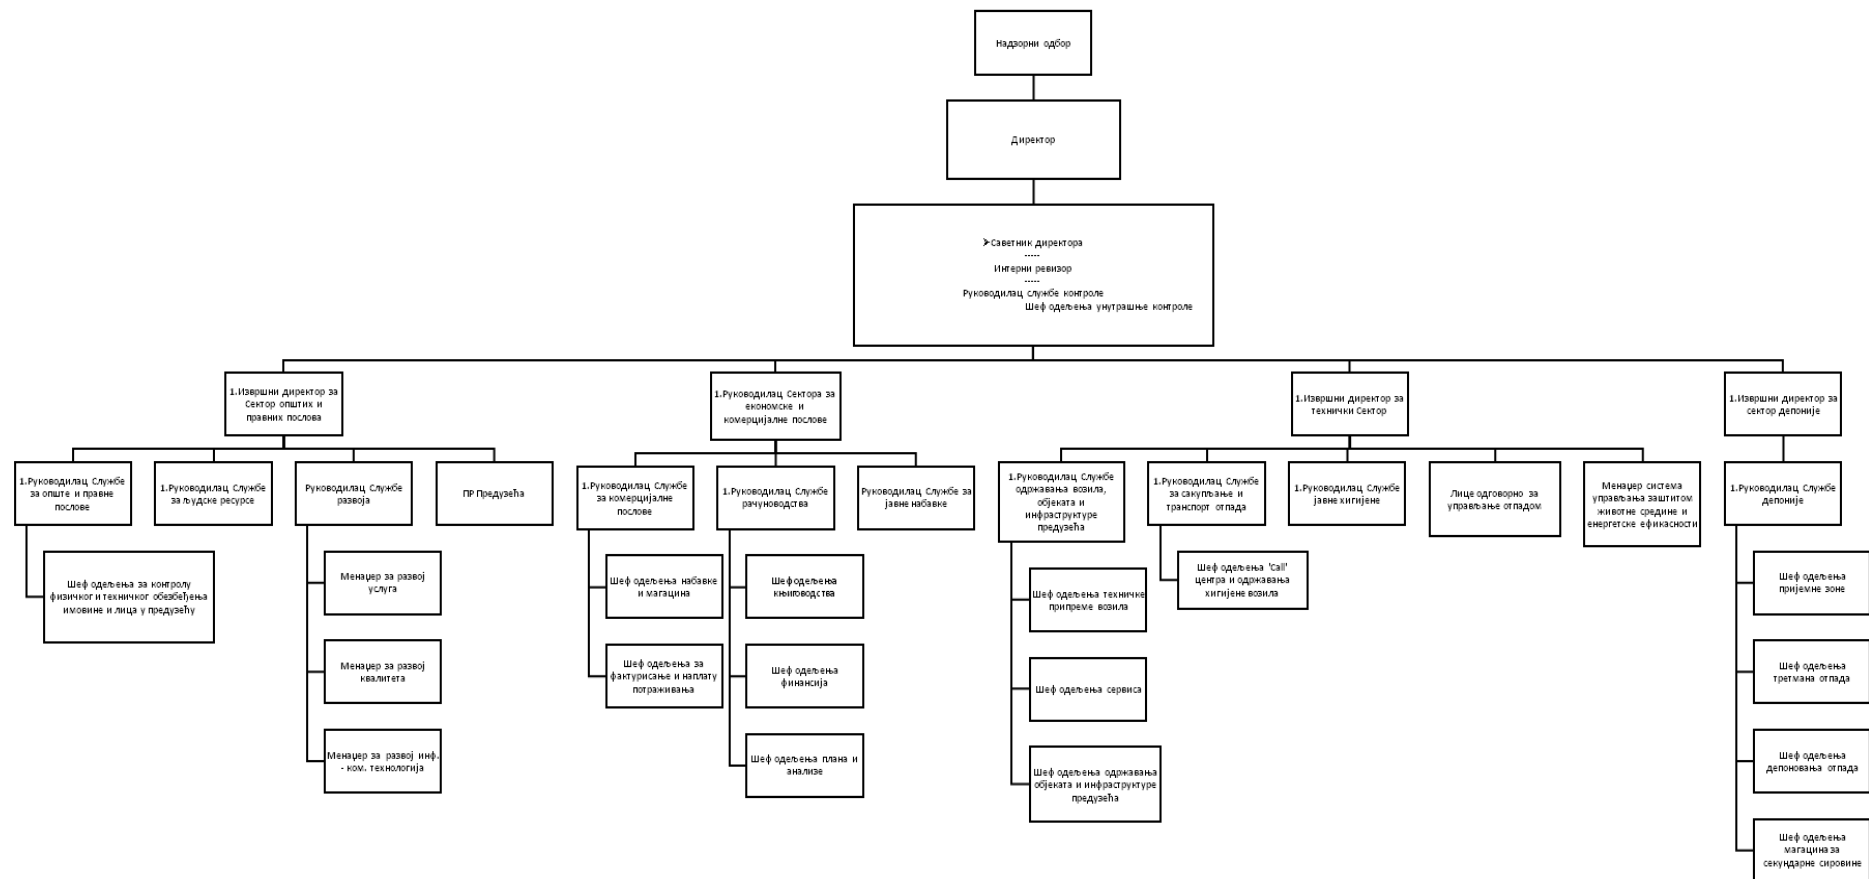 Надзорни одбор
Директор
➤Саветник директора
-----
Интерни ревизор
-----
Руководилац службе контроле
Шеф одељења унутрашње контроле
1.Извршни директор за
Сектор општих и
правних послова
1.Руководилац Сектора за
економске и
комерцијалне послове
1.Извршни директор за
технички Сектор
1.Извршни директор за
сектор депоније
1.Руководилац Службе
за опште и правне
послове
1.Руководилац Службе
за људске ресурсе
Руководилац Службе
развоја
ПР Предузећа
1.Руководилац Службе
за комерцијалне
послове
1.Руководилац Службе
рачуноводства
Руководилац Службе за
јавне набавке
1.Руководилац Службе
одржавања возила,
објеката и
инфраструктуре
предузећа
1.Руководилац Службе
за сакупљање и
транспорт отпада
1.Руководилац Службе
јавне хигијене
Лице одговорно за
управљање отпадом
Менаџер система
управљања заштитом
животне средине и
енергетске ефикасности
1.Руководилац Службе
депоније
Шеф одељења за контролу
физичког и техничког обезбеђења
имовине и лица у предузећу
Менаџер за развој
услуга
Менаџер за развој
квалитета
Менаџер за развој инф.
- ком. технологија
Шеф одељења набавке
и магацина
Шеф одељења за
фактурисање и наплату
потраживања
Шеф одељења
књиговодства
Шеф одељења
финансија
Шеф одељења плана и
анализе
Шеф одељења техничке
припреме возила
Шеф одељења сервиса
Шеф одељења одржавања
објеката и инфраструктуре
предузећа
Шеф одељења 'Call'
центра и одржавања
хигијене возила
Шеф одељења
пријемне зоне
Шеф одељења
третмана отпада
Шеф одељења
депоновања отпада
Шеф одељења
магацина за
секундарне сировине